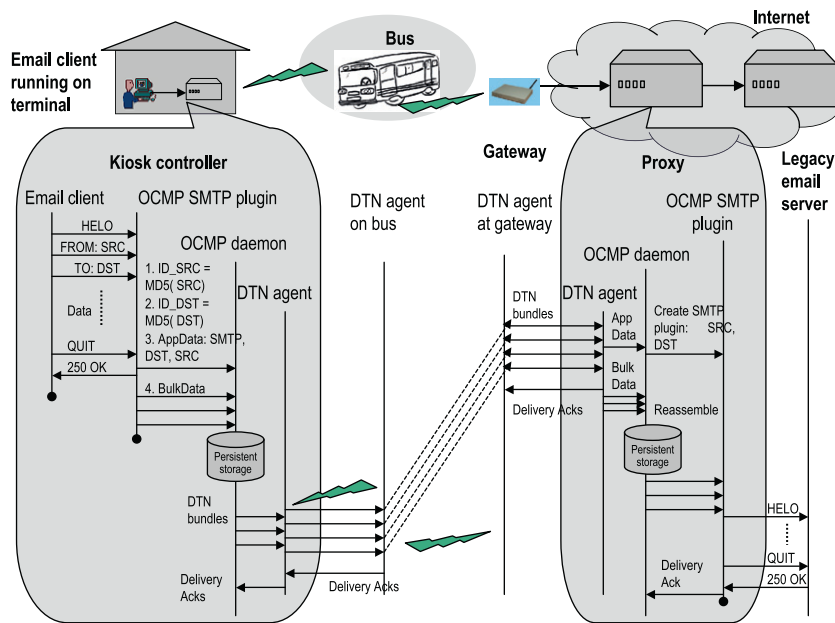 Internet
Bus
Email client
running on
terminal
Kiosk controller
Gateway
Proxy
Legacy
email
server
Email client
OCMP SMTP plugin
DTN agent
on bus
DTN agent
at gateway
OCMP SMTP
plugin
HELO
FROM: SRC
TO: DST
Data
QUIT
250 OK
OCMP daemon
1. ID_SRC =
MD5( SRC)
2. ID_DST =
MD5( DST)
3. AppData: SMTP,
DST, SRC
4. BulkData
DTN agent
Persistent
storage
DTN
bundles
Delivery
Acks
Delivery Acks
DTN
bundles
Delivery Acks
OCMP daemon
DTN agent
App
Data
Bulk
Data
Create SMTP
plugin: SRC,
DST
Reassemble
Persistent
storage
Delivery
Ack
HELO
QUIT
250 OK